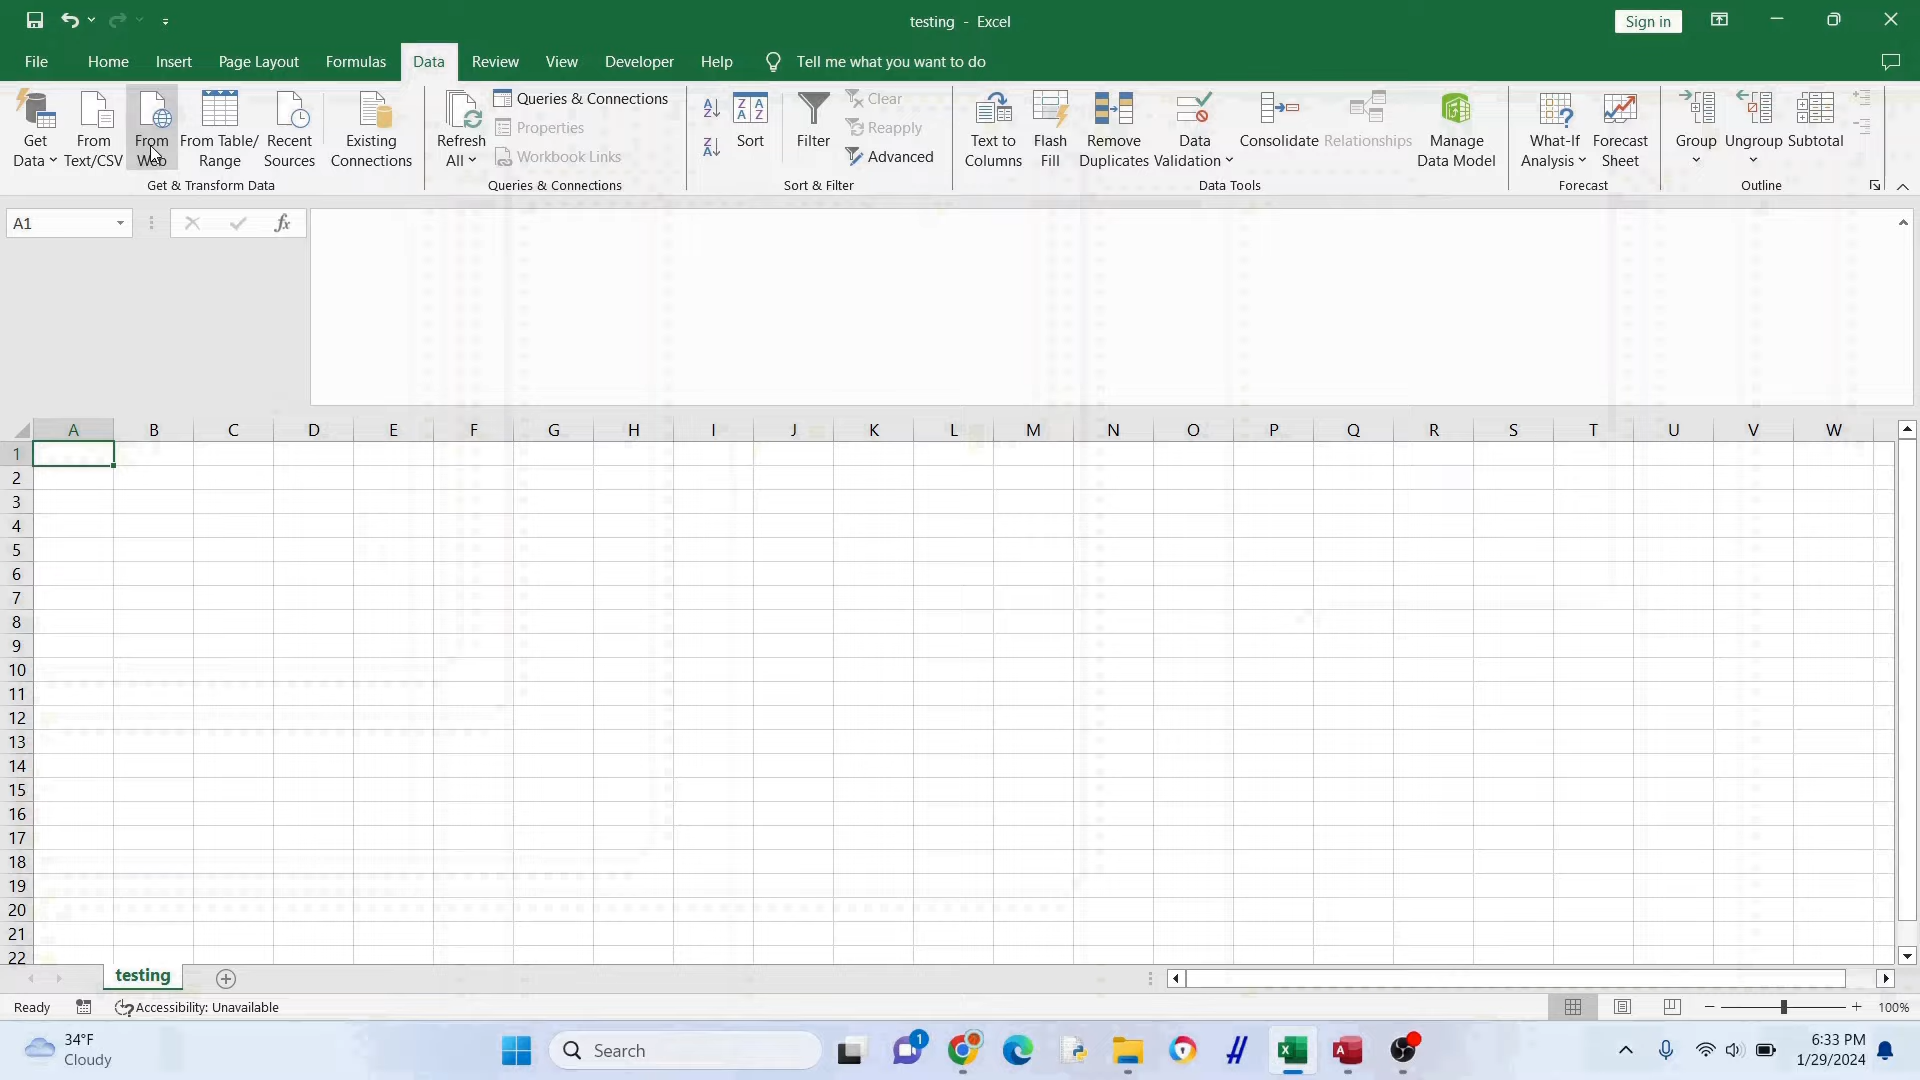 testing - Excel
Sign in
File Home Insert Page Layout Formulas Data Review View Developer Help Tell me what you want to do
Get Data
From Text/CSV
From Web
From Table/ Range
Recent Sources
Existing Connections
Get & Transform Data
Refresh All
Queries & Connections
Properties
Workbook Links
Queries & Connections
Sort
Filter
Clear
Reapply
Advanced
Sort & Filter
Text to Columns
Flash Fill
Remove Duplicates
Data Validation
Consolidate
Relationships
Manage Data Model
Data Tools
What-If Analysis
Forecast Sheet
Forecast
Group
Ungroup
Subtotal
Outline
A1
fx
A B C D E F G H I J K L M N O P Q R S T U V W
1
2
3
4
5
6
7
8
9
10
11
12
13
14
15
16
17
18
19
20
21
22
testing
Ready
Accessibility: Unavailable
100%
34°F
Cloudy
Search
1
6:33 PM
1/29/2024